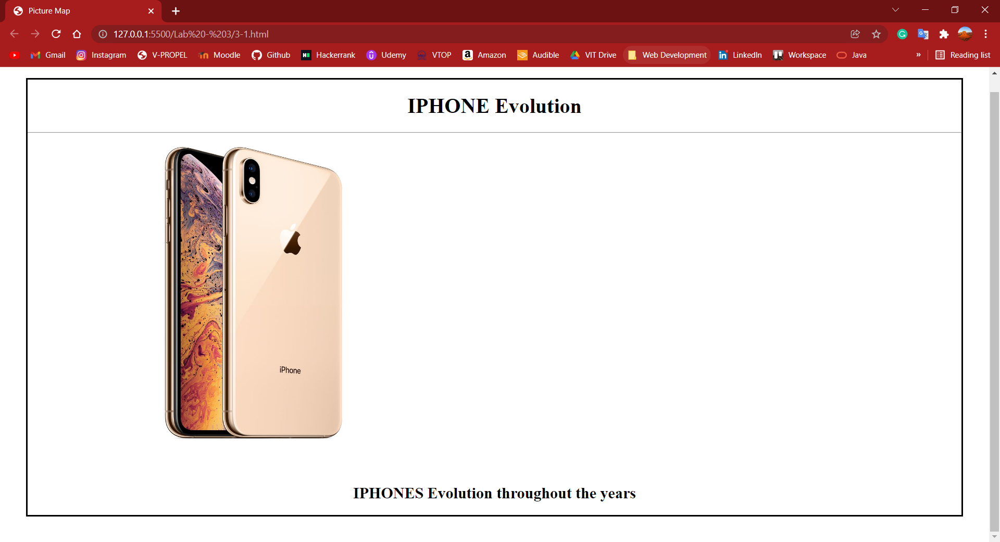 Picture Map
127.0.0.1:5500/Lab%20-%203/3-1.html
Gmail Instagram V-PROPEL Moodle Github Hackerrank Udemy VTOP Amazon Audible VIT Drive Web Development LinkedIn Workspace Java » Reading list
IPHONE Evolution
iPhone
IPHONES Evolution throughout the years